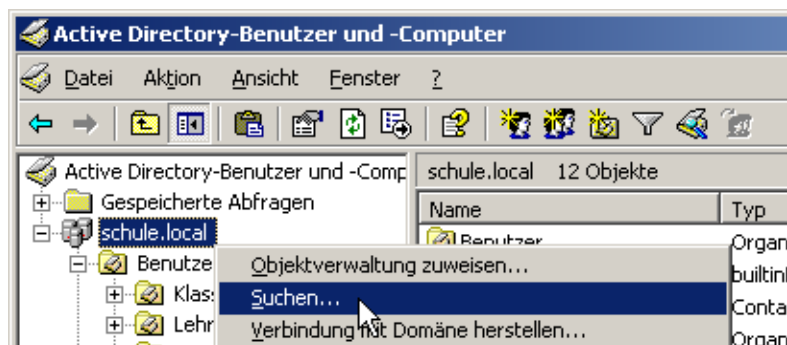 Active Directory-Benutzer und -Computer
Datei Aktion Ansicht Fenster ?
Active Directory-Benutzer und -Comp
schule.local 12 Objekte
Gespeicherte Abfragen
Name Typ
schule.local
Benutzer Organ
Benutze
Objektverwaltung zuweisen...
builtin
Klas
Suchen...
Conta
Lehr
Verbindung mit Domäne herstellen...
Organ